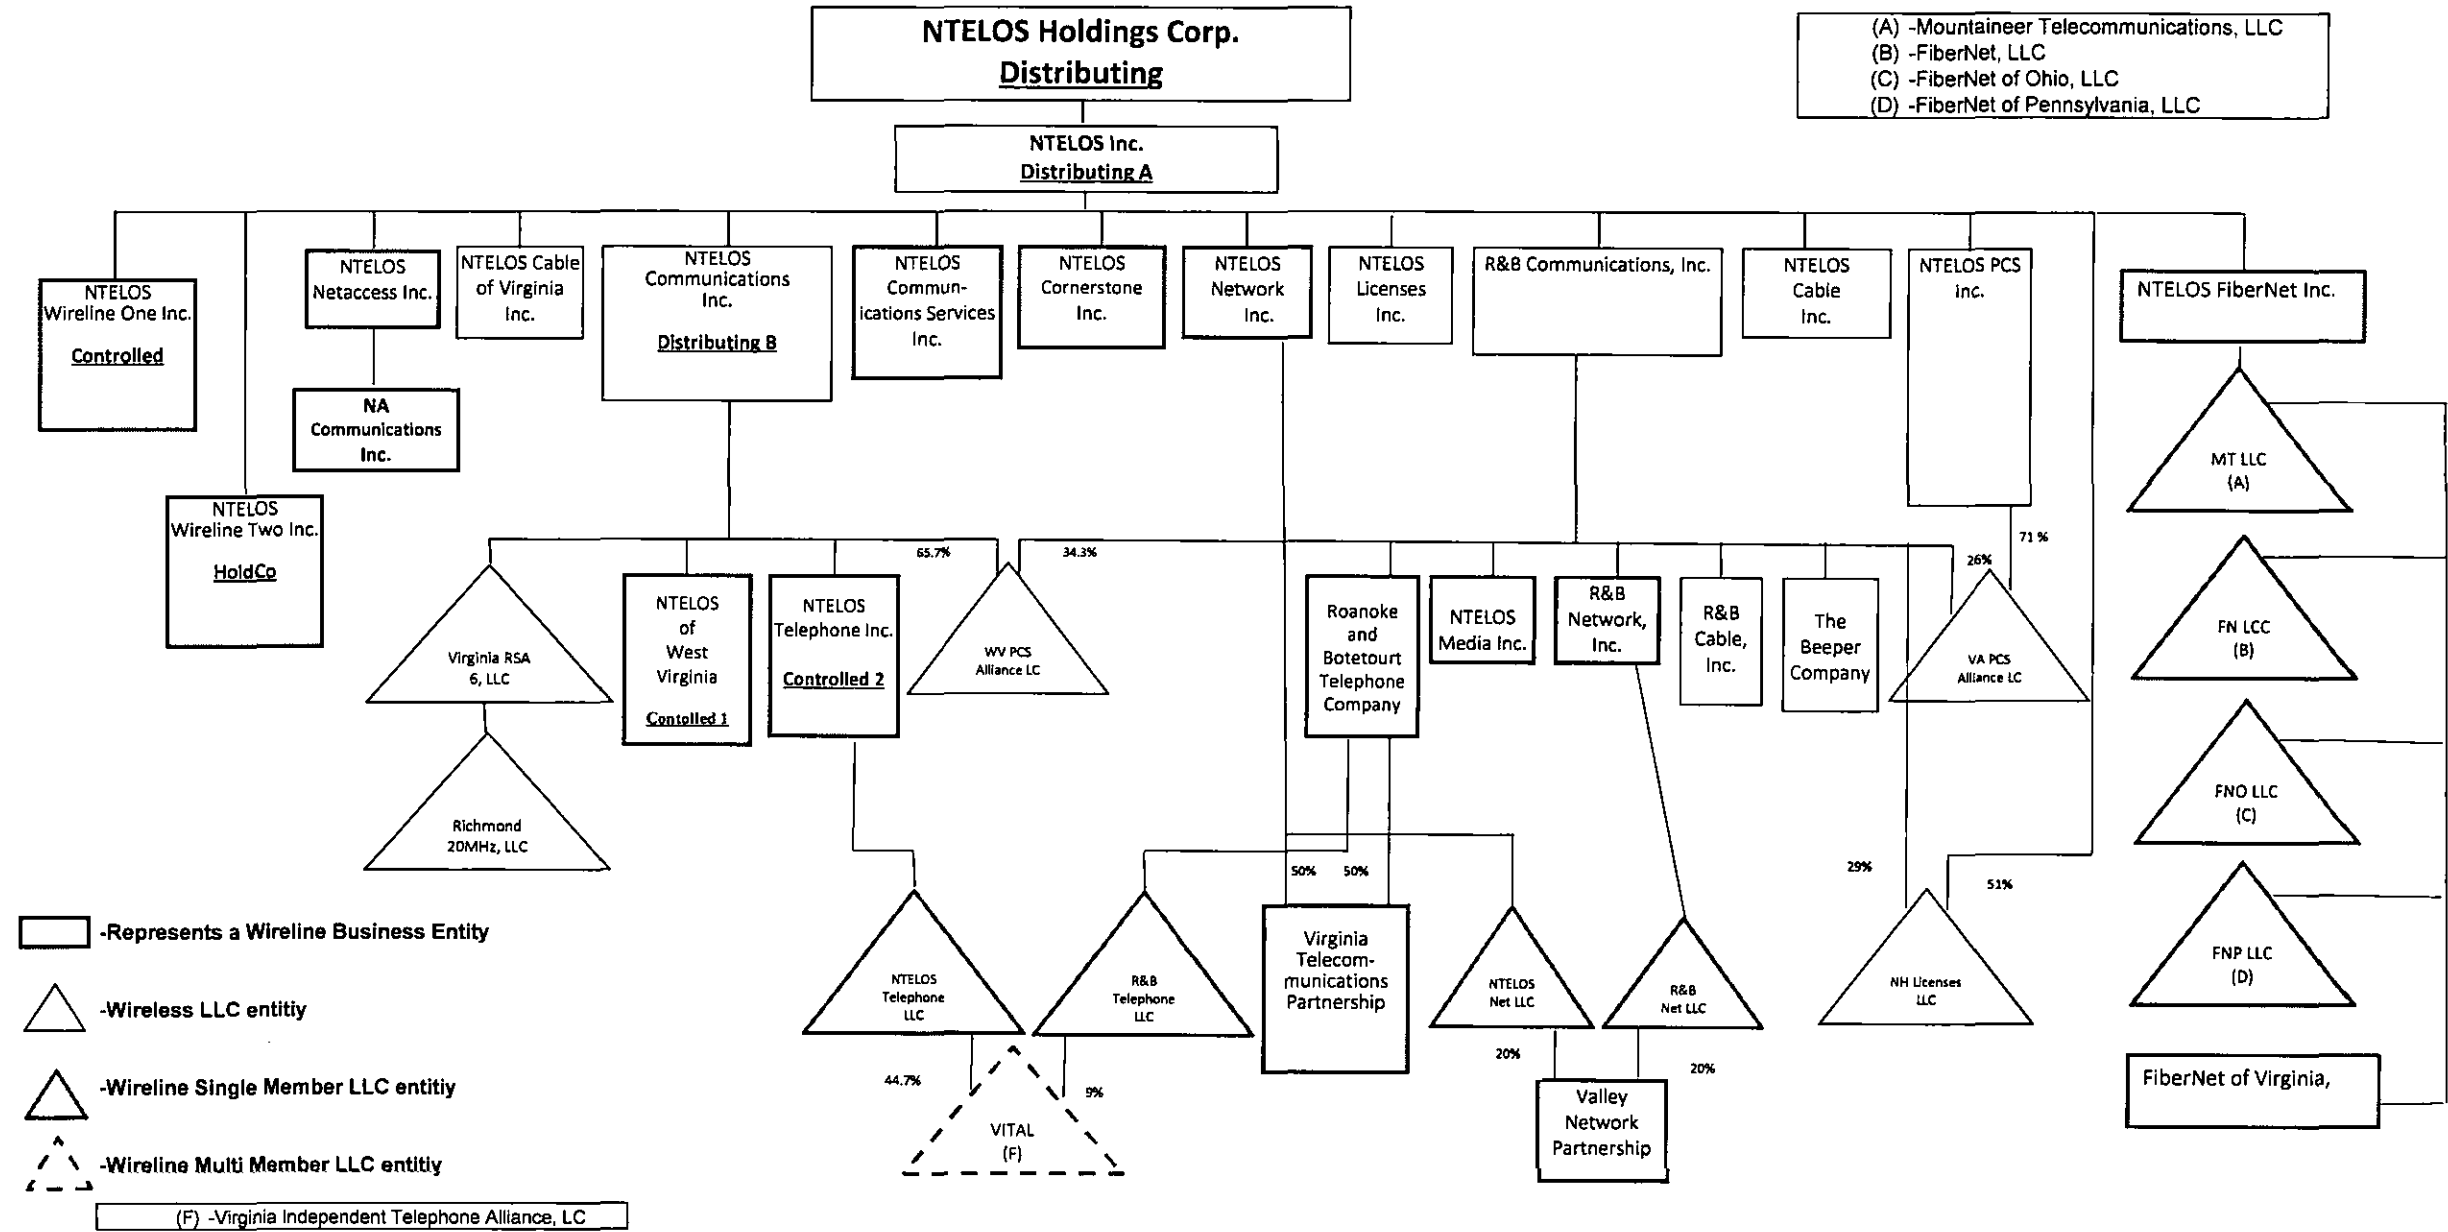 NTELOS Holdings Corp.
Distributing
(A) -Mountaineer Telecommunications, LLC
(B) -FiberNet, LLC
(C) -FiberNet of Ohio, LLC
(D) -FiberNet of Pennsylvania, LLC
NTELOS Inc.
Distributing A
NTELOS
Wireline One Inc.
Controlled
NTELOS
Wireline Two Inc.
HoldCo
NTELOS
Netaccess Inc.
NA
Communications
Inc.
NTELOS Cable
of Virginia
Inc.
NTELOS
Communications
Inc.
Distributing B
NTELOS
Commun-
ications Services
Inc.
NTELOS
Cornerstone
Inc.
NTELOS
Network
Inc.
NTELOS
Licenses
Inc.
R&B Communications, Inc.
NTELOS
Cable
Inc.
NTELOS PCS
inc.
NTELOS FiberNet Inc.
MT LLC
(A)
FN LCC
(B)
FNO LLC
(C)
FNP LLC
(D)
FiberNet of Virginia,
65.7%
34.3%
26%
71 %
Virginia RSA
6, LLC
Richmond
20MHz, LLC
NTELOS
of
West
Virginia
Contolled 1
NTELOS
Telephone Inc.
Controlled 2
WV PCS
Alliance LC
Roanoke
and
Botetourt
Telephone
Company
NTELOS
Media Inc.
R&B
Network,
Inc.
R&B
Cable,
Inc.
The
Beeper
Company
VA PCS
Alliance LC
50%
50%
29%
51%
NTELOS
Telephone
LLC
R&B
Telephone
LLC
Virginia
Telecom-
munications
Partnership
NTELOS
Net LLC
R&B
Net LLC
NH Licenses
LLC
44.7%
9%
VITAL
(F)
20%
20%
Valley
Network
Partnership
-Represents a Wireline Business Entity
-Wireless LLC entitiy
-Wireline Single Member LLC entitiy
-Wireline Multi Member LLC entitiy
(F) -Virginia Independent Telephone Alliance, LC